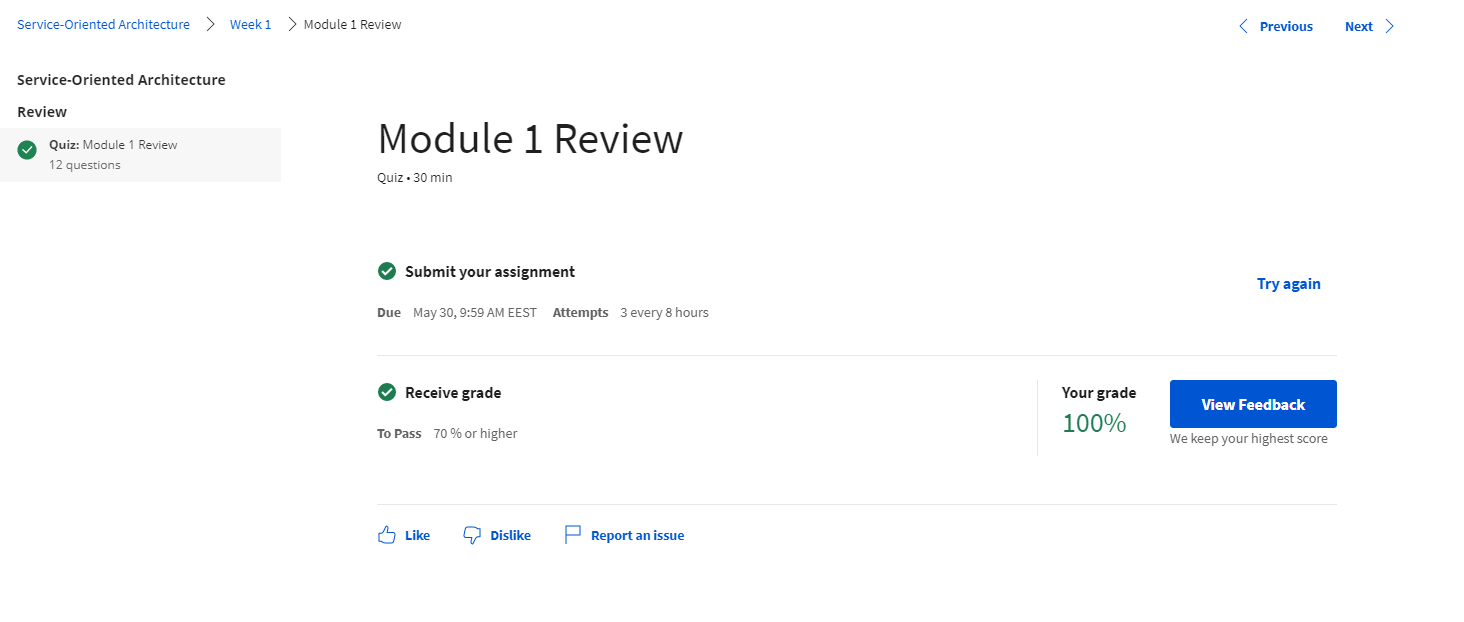 Service-Oriented Architecture > Week 1 > Module 1 Review
Previous Next
Service-Oriented Architecture
Review
Quiz: Module 1 Review
12 questions
Module 1 Review
Quiz • 30 min
Submit your assignment
Try again
Due May 30, 9:59 AM EEST Attempts 3 every 8 hours
Receive grade
To Pass 70 % or higher
Your grade
100%
View Feedback
We keep your highest score
Like Dislike Report an issue